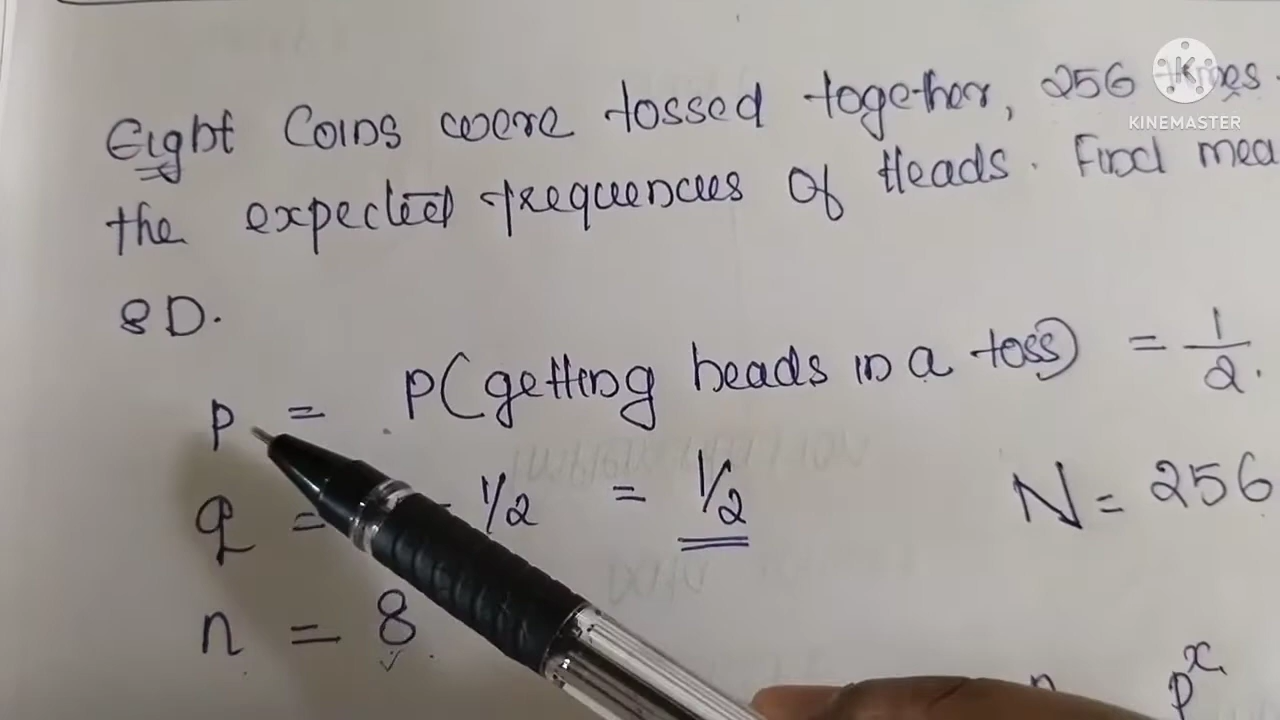 Eight Coins were tossed together, 256 times.
KINEMASTER
the expected frequencies of Heads. Find mea
SD.
p = P(getting heads in a toss) = 1/2.
q = - 1/2 = 1/2 N = 256
n = 8
p^x